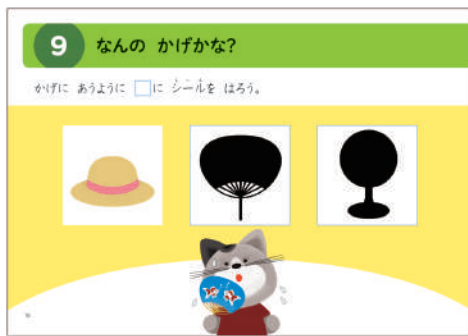 9 なんの かげかな?
かげに あうように □に シールを はろう。